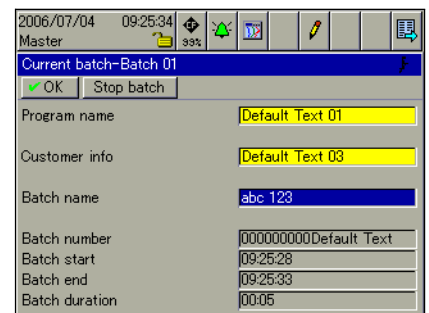 2006/07/04 09:25:34
Master
99%
Current batch-Batch 01
OK Stop batch
Program name Default Text 01
Customer info Default Text 03
Batch name abc 123
Batch number 000000000Default Text
Batch start 09:25:28
Batch end 09:25:33
Batch duration 00:05